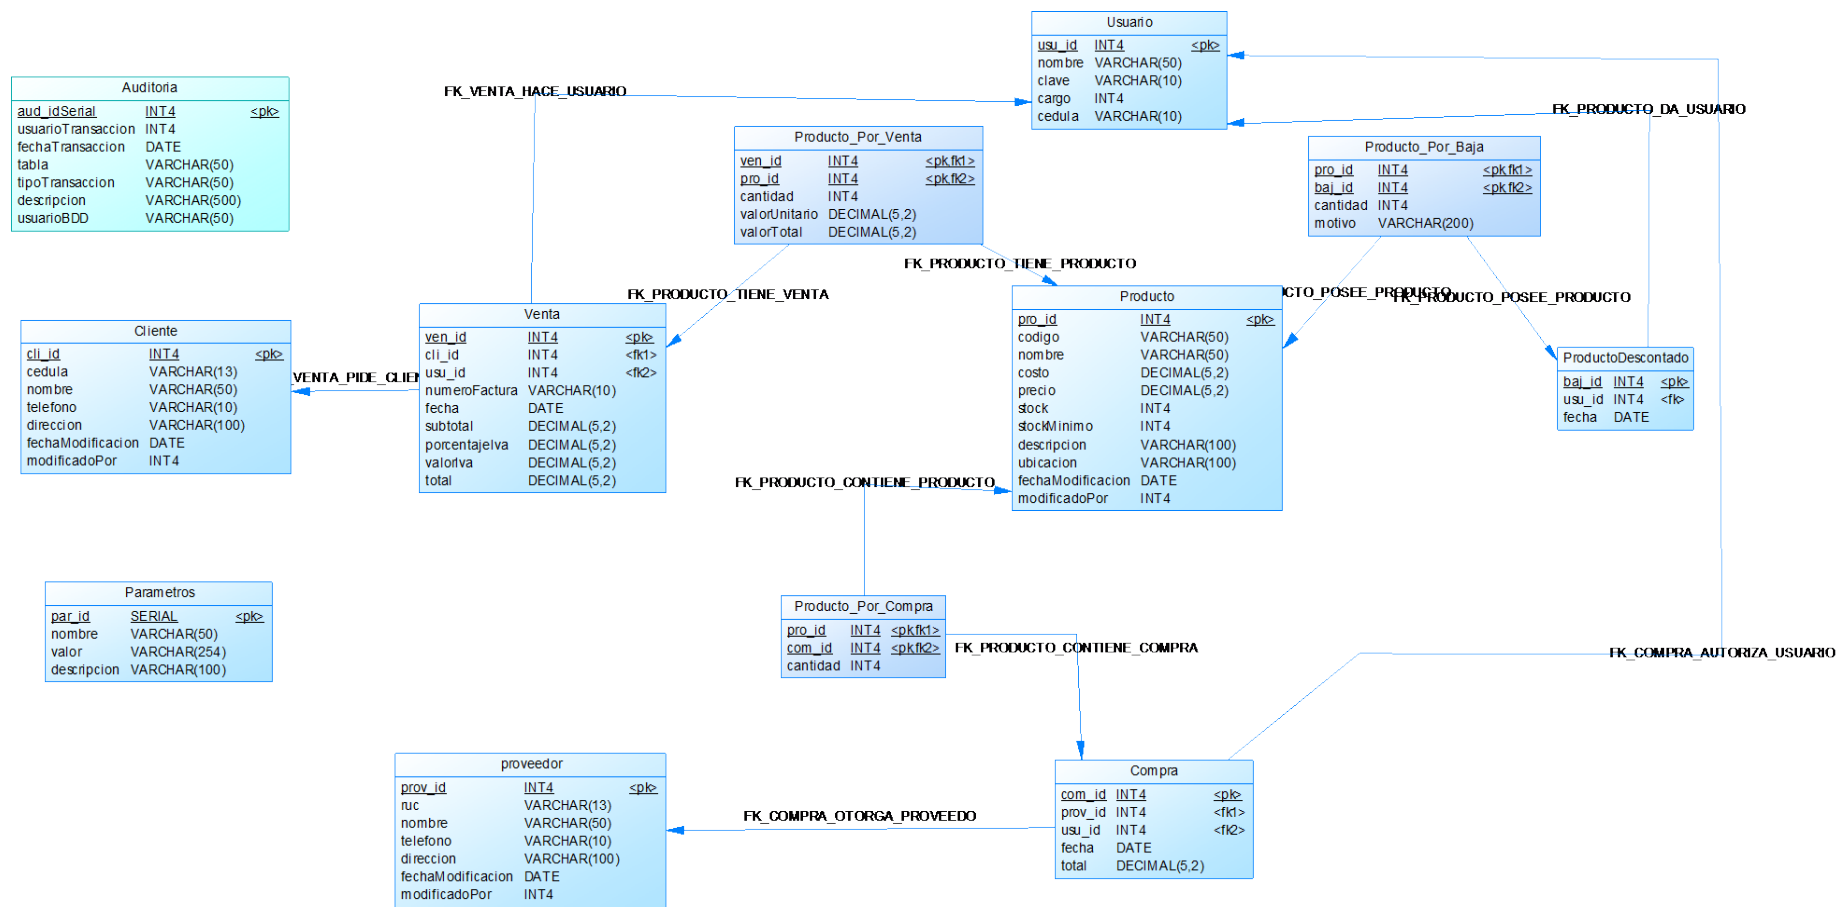 Usuario
usu_id INT4 <pk>
nombre VARCHAR(50)
clave VARCHAR(10)
cargo INT4
cedula VARCHAR(10)
Auditoria
aud_idSerial INT4 <pk>
usuarioTransaccion INT4
fechaTransaccion DATE
tabla VARCHAR(50)
tipoTransaccion VARCHAR(50)
descripcion VARCHAR(500)
usuarioBDD VARCHAR(50)
FK_VENTA_HACE_USUARIO
FK_PRODUCTO_DA_USUARIO
Producto_Por_Venta
ven_id INT4 <pk,fk1>
pro_id INT4 <pk,fk2>
cantidad INT4
valorUnitario DECIMAL(5,2)
valorTotal DECIMAL(5,2)
Producto_Por_Baja
pro_id INT4 <pk,fk1>
baj_id INT4 <pk,fk2>
cantidad INT4
motivo VARCHAR(200)
FK_PRODUCTO_TIENE_PRODUCTO
FK_PRODUCTO_TIENE_VENTA
CTO_POSEE_PRODUCTO
FK_PRODUCTO_POSEE_PRODUCTO
Producto
pro_id INT4 <pk>
codigo VARCHAR(50)
nombre VARCHAR(50)
costo DECIMAL(5,2)
precio DECIMAL(5,2)
stock INT4
stockMinimo INT4
descripcion VARCHAR(100)
ubicacion VARCHAR(100)
fechaModificacion DATE
modificadoPor INT4
Venta
ven_id INT4 <pk>
cli_id INT4 <fk1>
usu_id INT4 <fk2>
numeroFactura VARCHAR(10)
fecha DATE
subtotal DECIMAL(5,2)
porcentajeIva DECIMAL(5,2)
valorIva DECIMAL(5,2)
total DECIMAL(5,2)
Cliente
cli_id INT4 <pk>
cedula VARCHAR(13)
nombre VARCHAR(50)
telefono VARCHAR(10)
direccion VARCHAR(100)
fechaModificacion DATE
modificadoPor INT4
_VENTA_PIDE_CLIEN
ProductoDescontado
baj_id INT4 <pk>
usu_id INT4 <fk>
fecha DATE
FK_PRODUCTO_CONTIENE_PRODUCTO
Parametros
par_id SERIAL <pk>
nombre VARCHAR(50)
valor VARCHAR(254)
descripcion VARCHAR(100)
Producto_Por_Compra
pro_id INT4 <pk,fk1>
com_id INT4 <pk,fk2>
cantidad INT4
FK_PRODUCTO_CONTIENE_COMPRA
FK_COMPRA_AUTORIZA_USUARIO
proveedor
prov_id INT4 <pk>
ruc VARCHAR(13)
nombre VARCHAR(50)
telefono VARCHAR(10)
direccion VARCHAR(100)
fechaModificacion DATE
modificadoPor INT4
FK_COMPRA_OTORGA_PROVEEDO
Compra
com_id INT4 <pk>
prov_id INT4 <fk1>
usu_id INT4 <fk2>
fecha DATE
total DECIMAL(5,2)